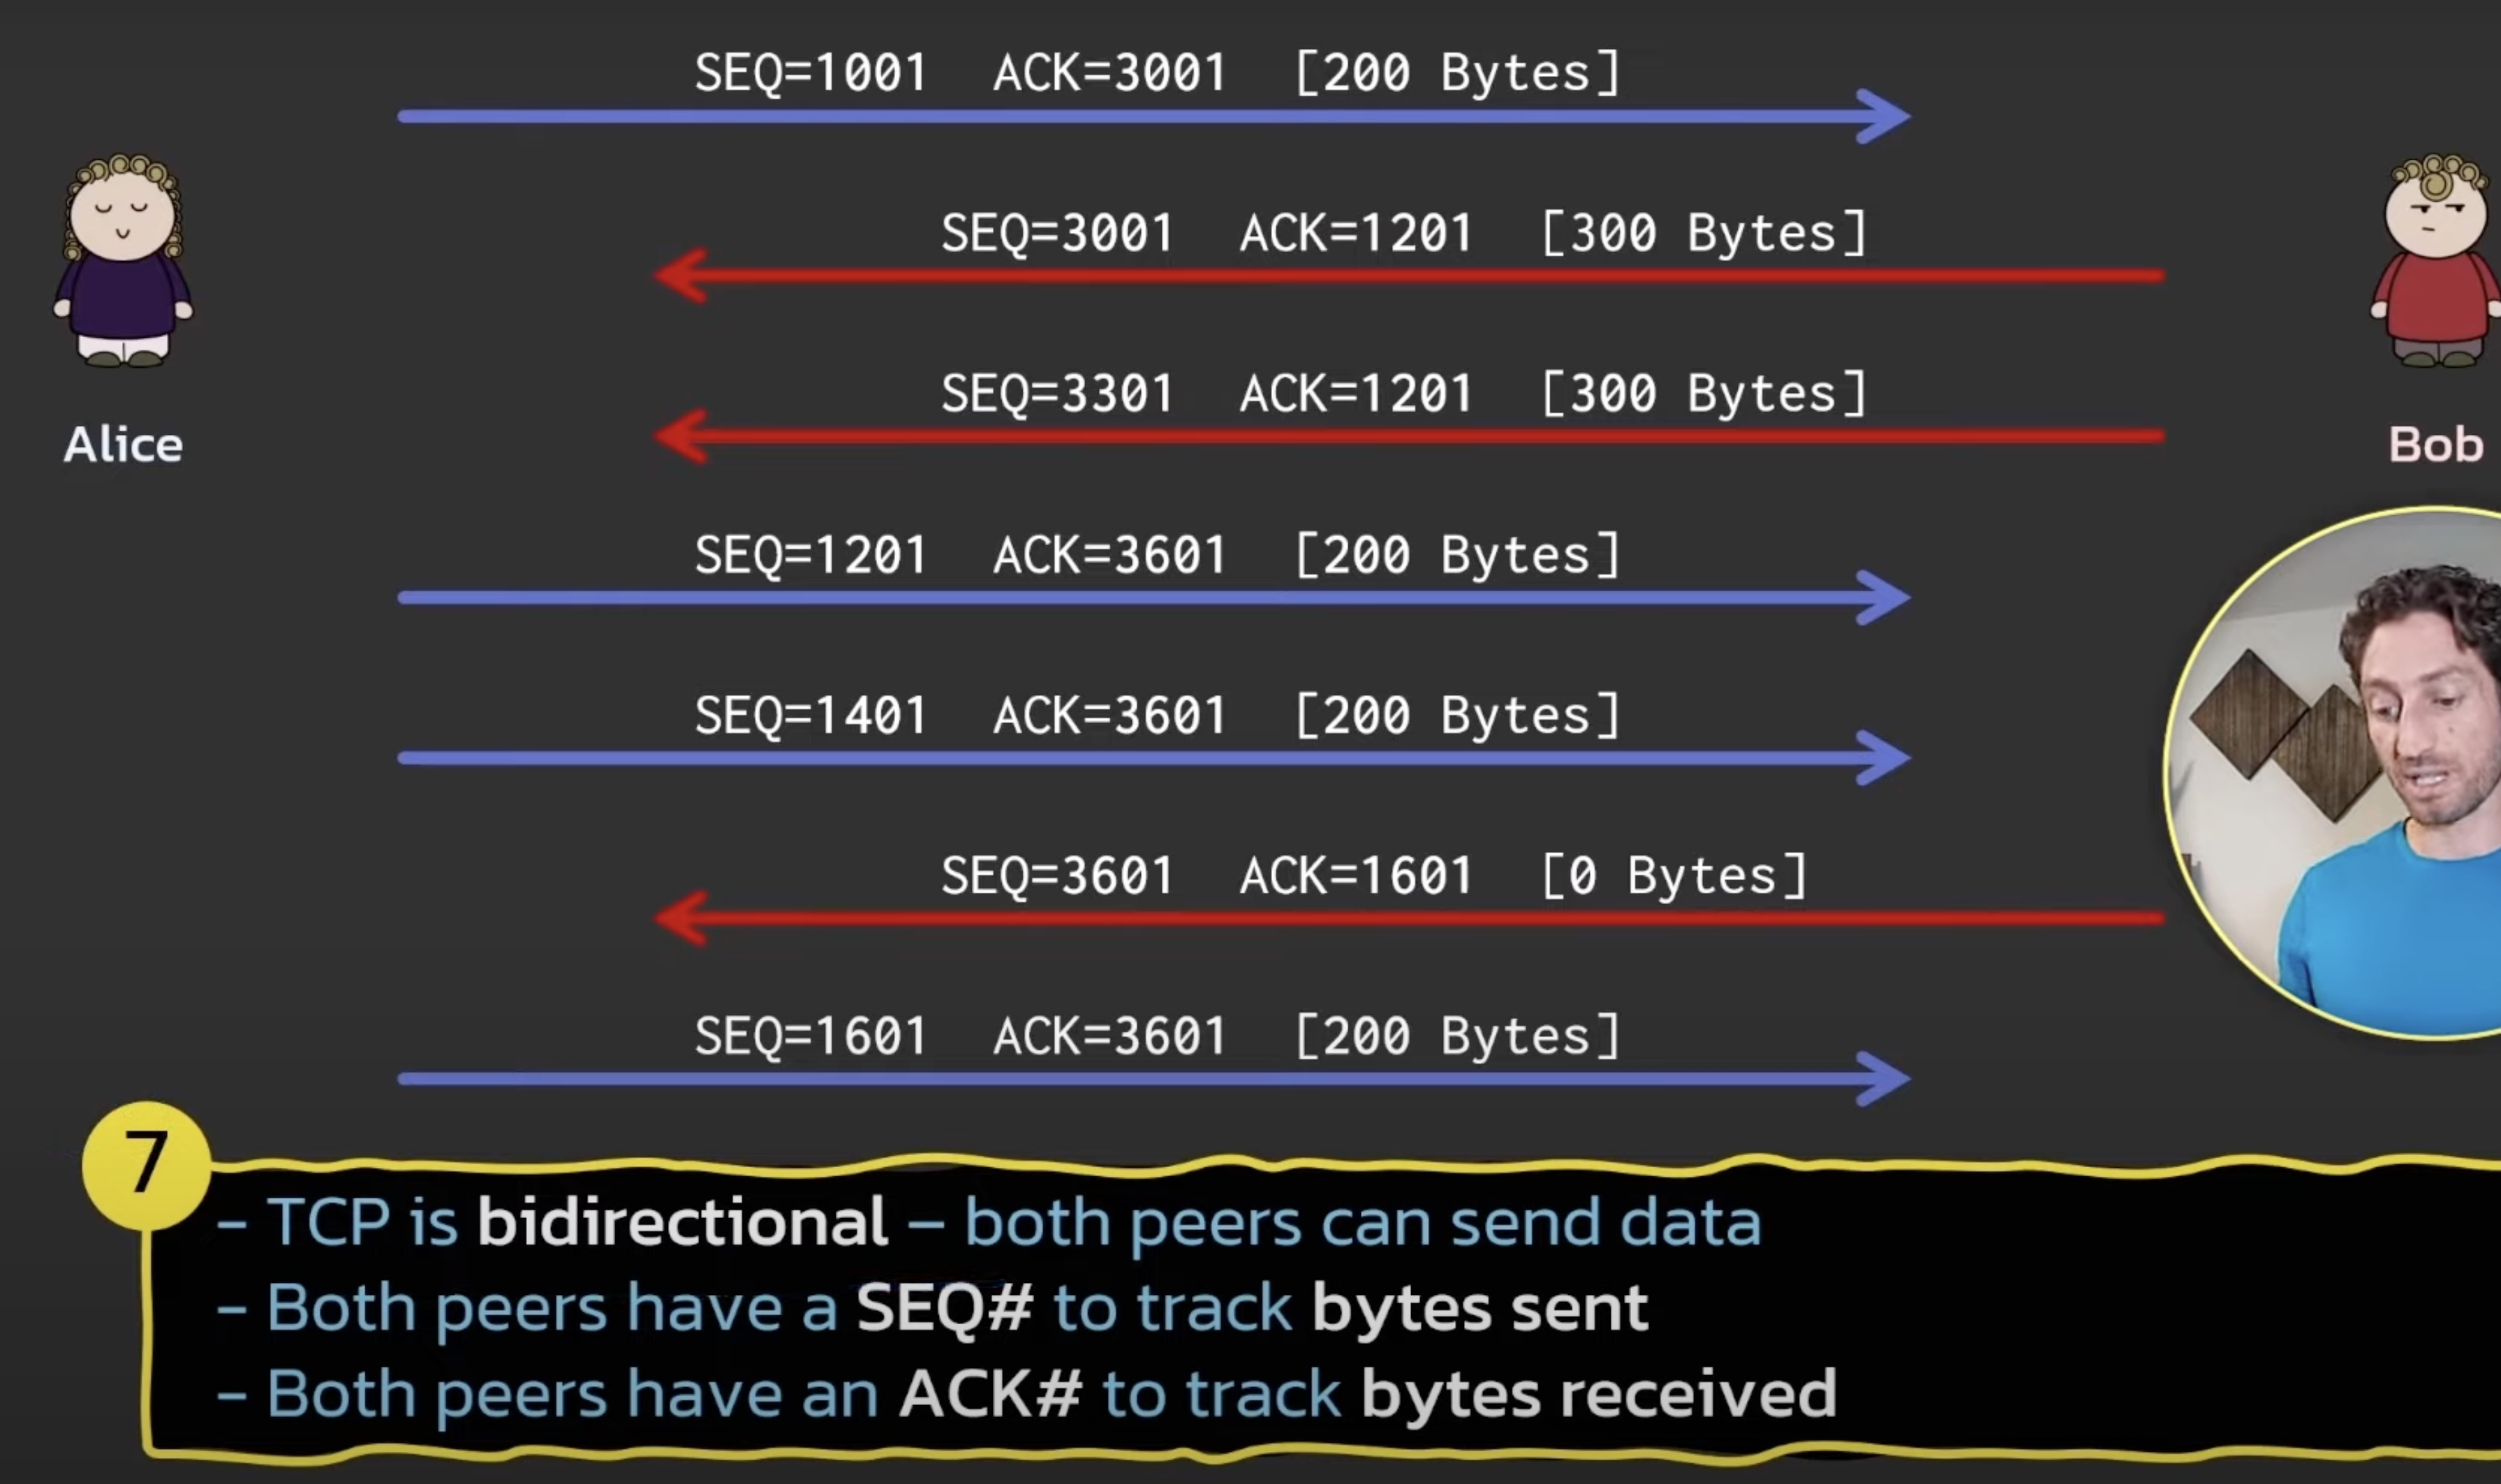 SEQ=1001 ACK=3001 [200 Bytes]
SEQ=3001 ACK=1201 [300 Bytes]
SEQ=3301 ACK=1201 [300 Bytes]
Alice
Bob
SEQ=1201 ACK=3601 [200 Bytes]
SEQ=1401 ACK=3601 [200 Bytes]
SEQ=3601 ACK=1601 [0 Bytes]
SEQ=1601 ACK=3601 [200 Bytes]
7
- TCP is bidirectional – both peers can send data
- Both peers have a SEQ# to track bytes sent
- Both peers have an ACK# to track bytes received